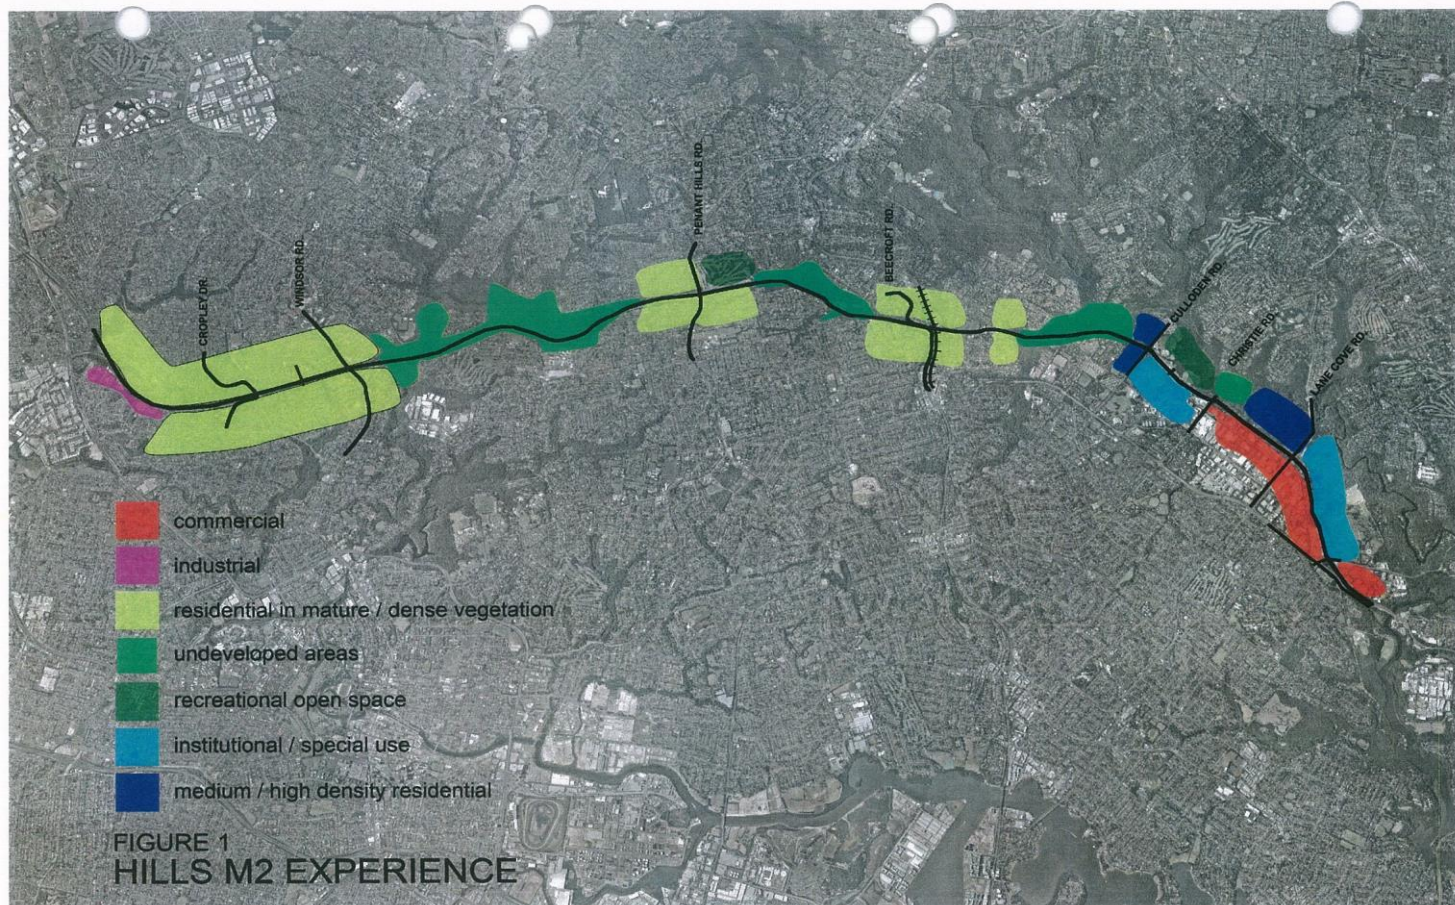 CROPLEY DR.
WINDSOR RD.
PENANT HILLS RD.
BEECROFT RD.
CULLODEN RD.
CHRISTIE RD.
LANE COVE RD.
commercial
industrial
residential in mature / dense vegetation
undeveloped areas
recreational open space
institutional / special use
medium / high density residential
FIGURE 1
HILLS M2 EXPERIENCE